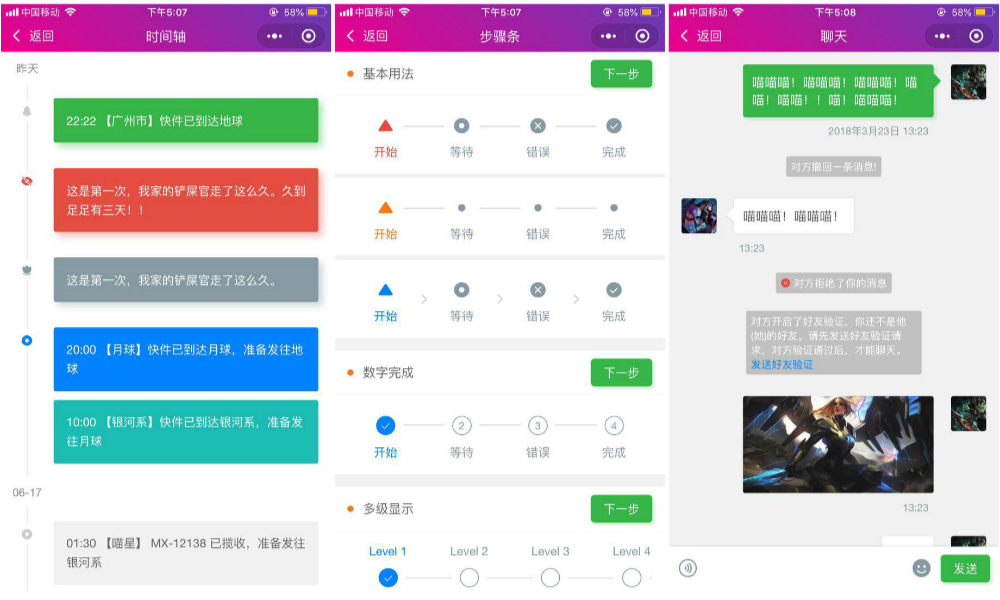 中国移动
下午5:07
58%
返回
时间轴
昨天
22:22 【广州市】快件已到达地球
这是第一次，我家的铲屎官走了这么久。久到
足足有三天！！
这是第一次，我家的铲屎官走了这么久。
20:00 【月球】快件已到达月球，准备发往地
球
10:00 【银河系】快件已到达银河系，准备发
往月球
06-17
01:30 【喵星】 MX-12138 已揽收，准备发往
银河系
中国移动
下午5:07
58%
返回
步骤条
基本用法
下一步
开始 等待 错误 完成
开始 等待 错误 完成
开始 等待 错误 完成
数字完成
下一步
2 3 4
开始 等待 错误 完成
多级显示
下一步
Level 1 Level 2 Level 3 Level 4
中国移动
下午5:08
58%
返回
聊天
喵喵喵！喵喵喵！喵喵喵！喵
喵！喵喵！！喵！喵喵喵！
2018年3月23日 13:23
对方撤回一条消息!
喵喵喵！喵喵喵！
13:23
对方拒绝了你的消息
对方开启了好友验证，你还不是他
(她)的好友。请先发送好友验证请
求，对方验证通过后，才能聊天。
发送好友验证
13:23
发送